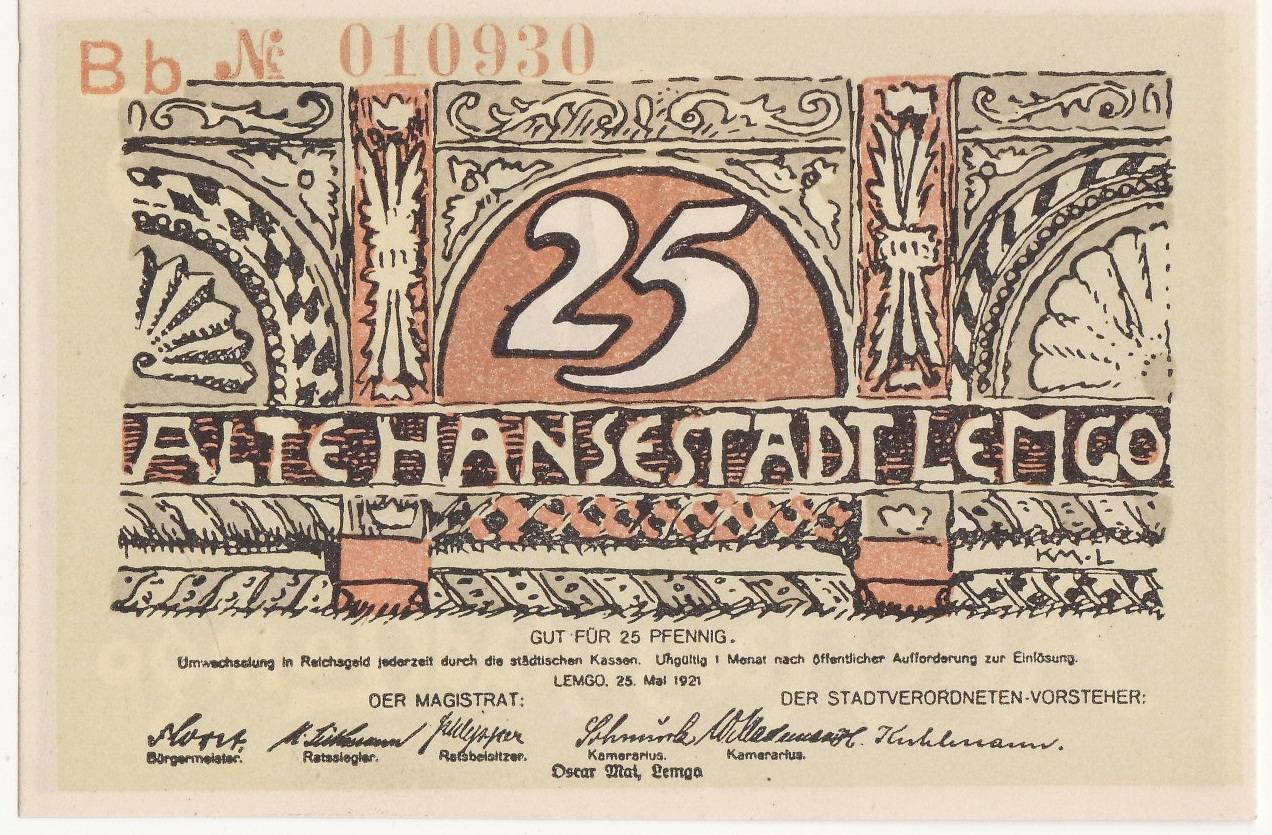 Bb № 010930
25
ALTE HANSESTADT LEMGO
KM-L
GUT FÜR 25 PFENNIG.
Umwechselung in Reichsgeld jederzeit durch die städtischen Kassen. Ungültig 1 Monat nach öffentlicher Aufforderung zur Einlösung.
LEMGO, 25. Mai 1921
DER MAGISTRAT: DER STADTVERORDNETEN-VORSTEHER:
Kuhlmann.
Bürgermeister. Ratssiegler. Ratsbeisitzer. Kamerarius. Kamerarius.
Oscar Mai, Lemgo